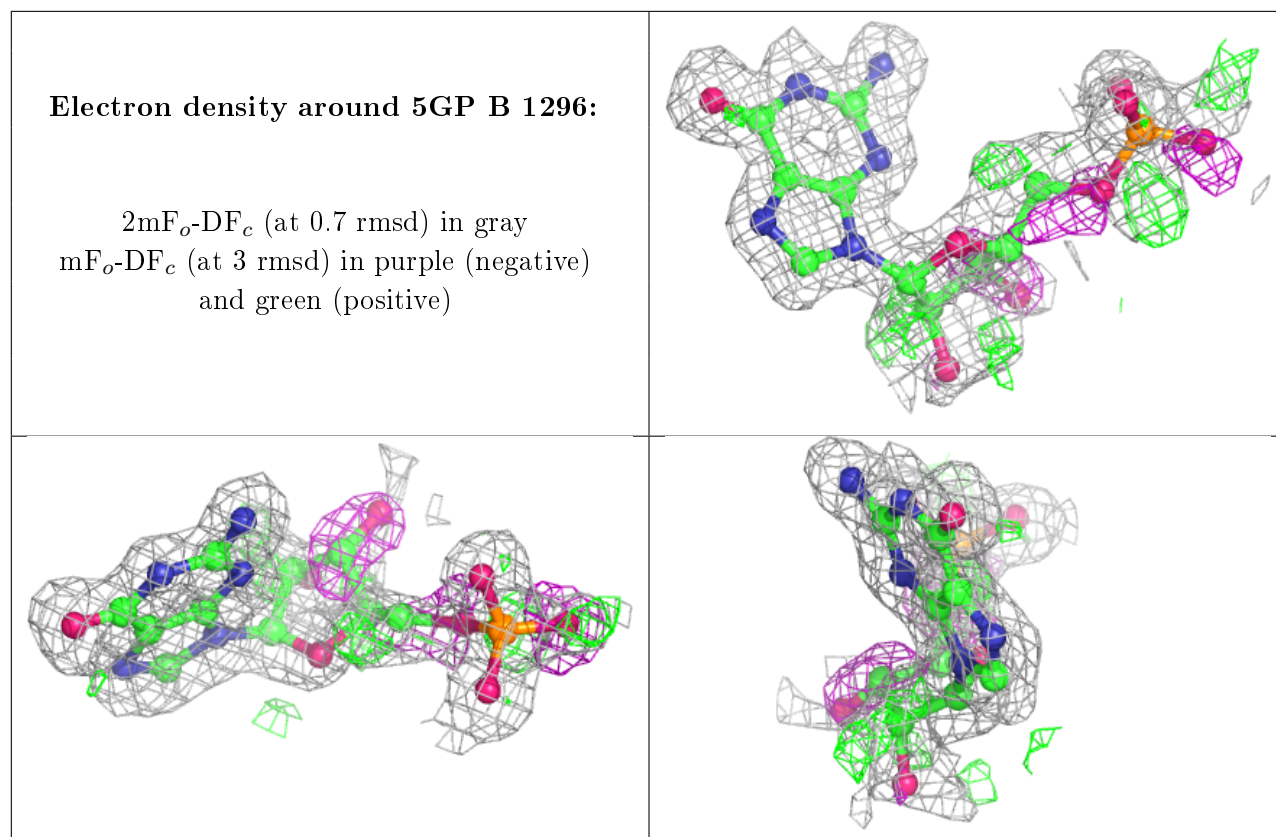 Electron density around 5GP B 1296:
2mFo-DFc (at 0.7 rmsd) in gray
mFo-DFc (at 3 rmsd) in purple (negative)
and green (positive)